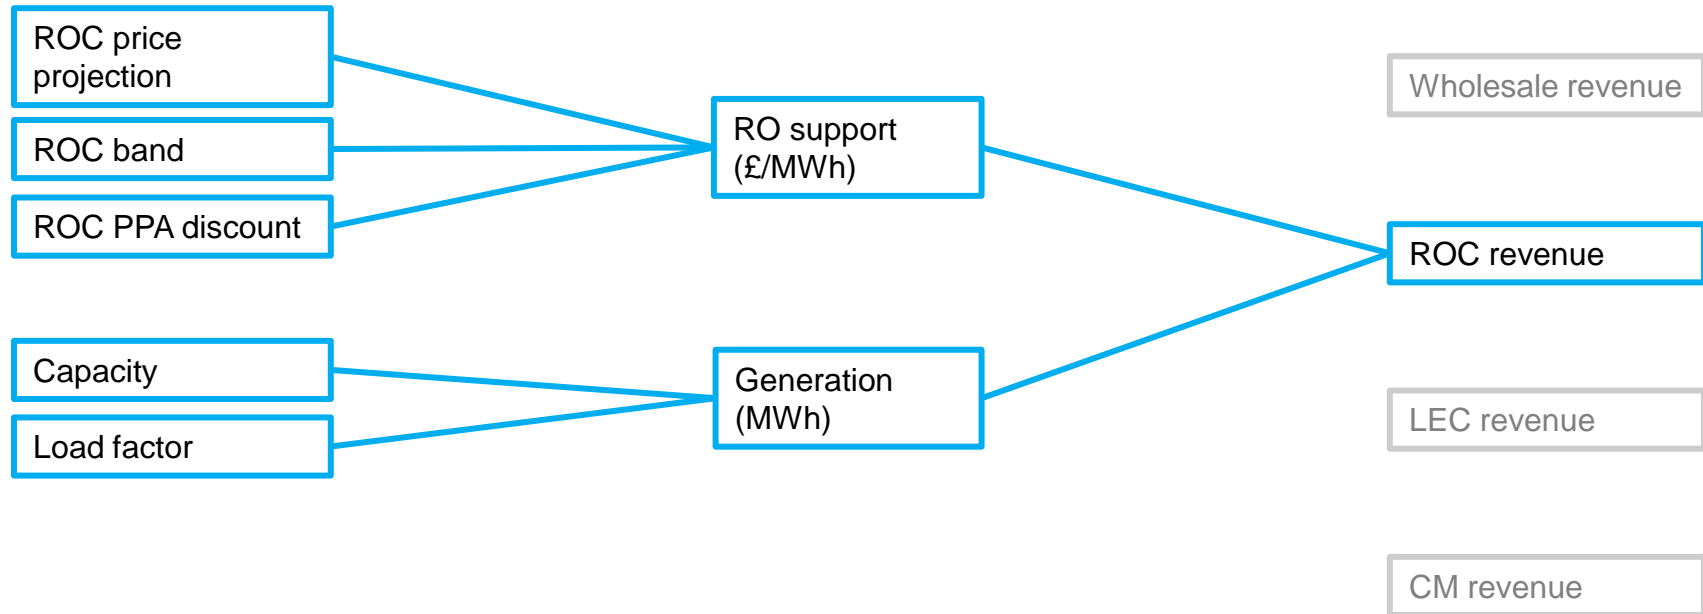 ROC price
projection
ROC band
ROC PPA discount
Capacity
Load factor
RO support
(£/MWh)
Generation
(MWh)
Wholesale revenue
ROC revenue
LEC revenue
CM revenue